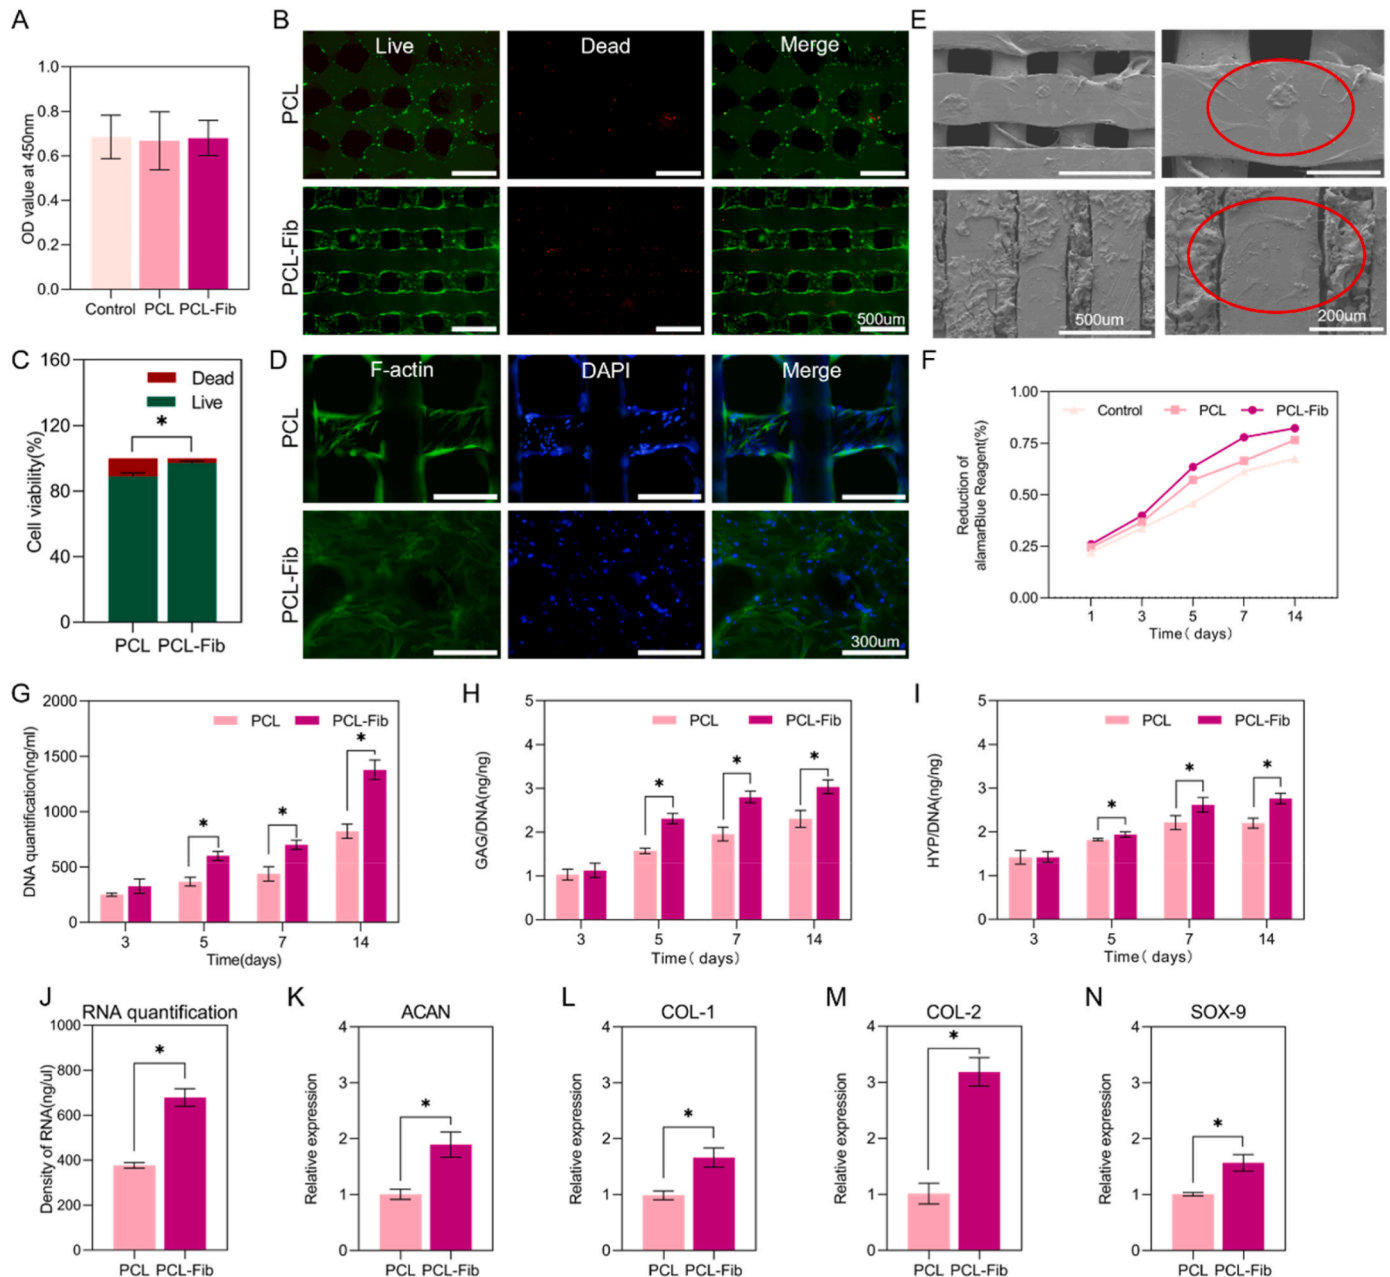 A
OD value at 450nm
1.0
0.8
0.6
0.4
0.2
0.0
Control PCL PCL-Fib
B
Live Dead Merge
PCL
PCL-Fib
500um
E
500um 200um
C
Cell viability(%)
160
120
80
40
0
Dead
Live
*
PCL PCL-Fib
D
F-actin DAPI Merge
PCL
PCL-Fib
300um
F
Reduction of
alamarBlue Reagent(%)
1.00
0.75
0.50
0.25
0.00
Control PCL PCL-Fib
1 3 5 7 14
Time( days)
G
DNA quantification(ng/ml)
2000
1500
1000
500
0
PCL PCL-Fib
* * *
3 5 7 14
Time(days)
H
GAG/DNA(ng/ng)
5
4
3
2
1
0
PCL PCL-Fib
* * *
3 5 7 14
Time( days)
I
HYP/DNA(ng/ng)
5
4
3
2
1
0
PCL PCL-Fib
* * *
3 5 7 14
Time( days)
J
RNA quantification
Density of RNA(ng/ul)
1000
800
600
400
200
0
*
PCL PCL-Fib
K
ACAN
Relative expression
4
3
2
1
0
*
PCL PCL-Fib
L
COL-1
Relative expression
4
3
2
1
0
*
PCL PCL-Fib
M
COL-2
Relative expression
4
3
2
1
0
*
PCL PCL-Fib
N
SOX-9
Relative expression
4
3
2
1
0
*
PCL PCL-Fib